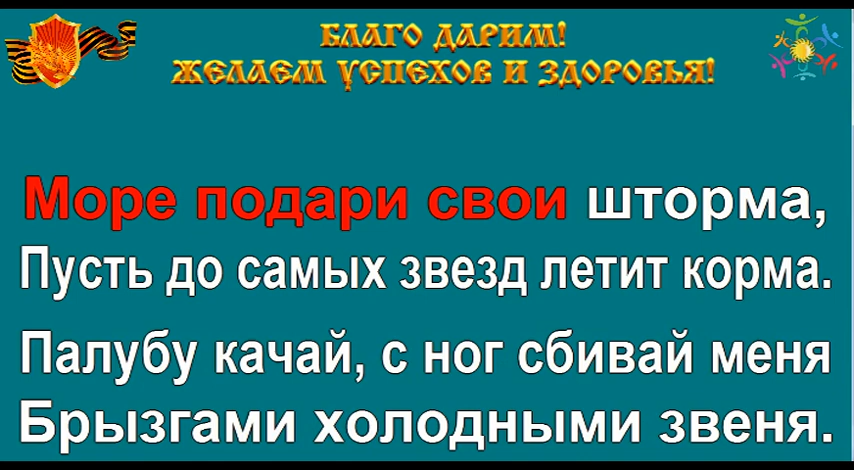 БЛАГО ДАРИМ!
ЖЕЛАЕМ УСПЕХОВ И ЗДОРОВЬЯ!
Море подари свои шторма,
Пусть до самых звезд летит корма.
Палубу качай, с ног сбивай меня
Брызгами холодными звеня.